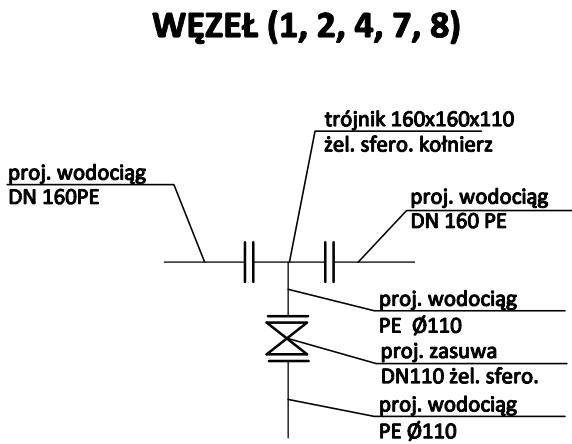 WĘZEŁ (1, 2, 4, 7, 8)
trójnik 160x160x110
żel. sfero. kołnierz
proj. wodociąg
DN 160PE
proj. wodociąg
DN 160 PE
proj. wodociąg
PE Ø110
proj. zasuwa
DN110 żel. sfero.
proj. wodociąg
PE Ø110